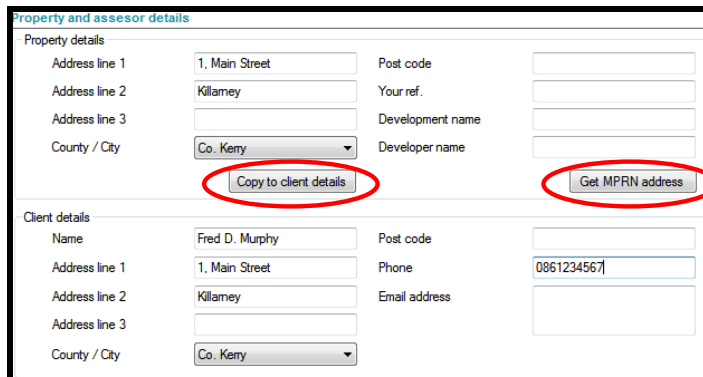 Property and assesor details
Property details
Address line 1 1, Main Street Post code
Address line 2 Killarney Your ref.
Address line 3 Development name
County / City Co. Kerry Developer name
Copy to client details Get MPRN address
Client details
Name Fred D. Murphy Post code
Address line 1 1, Main Street Phone 0861234567
Address line 2 Killarney Email address
Address line 3
County / City Co. Kerry